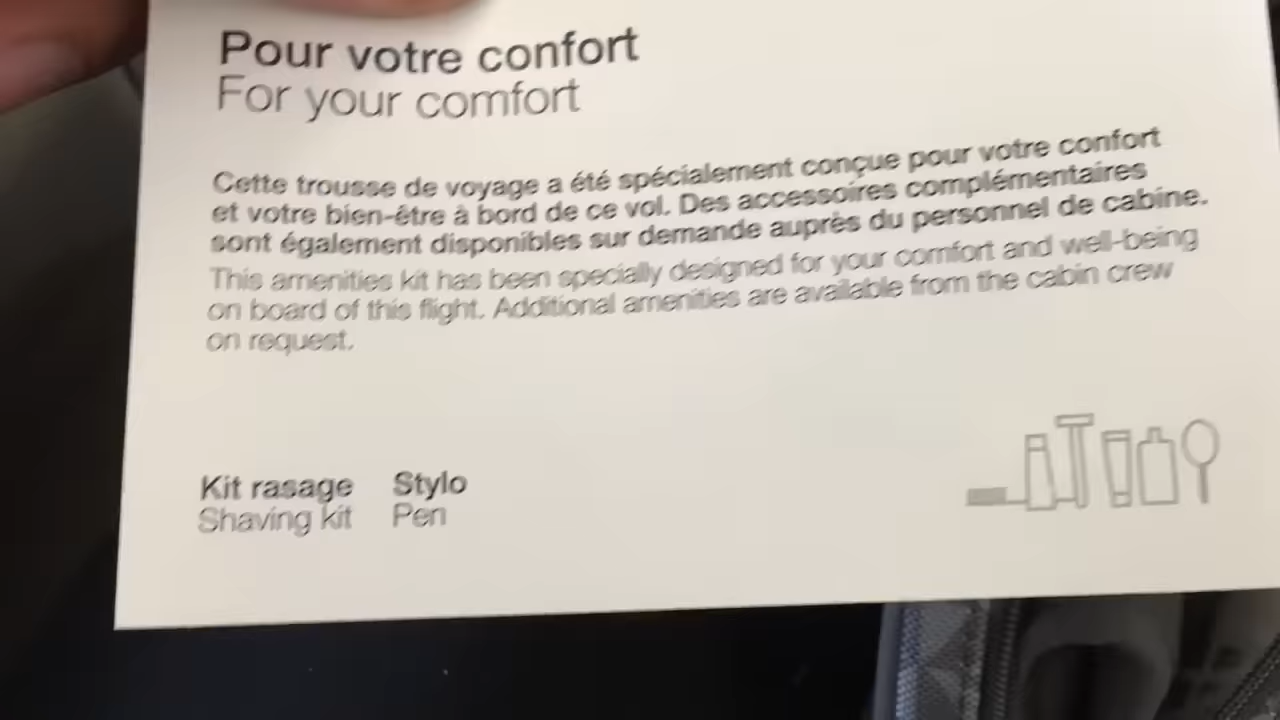 Pour votre confort
For your comfort
Cette trousse de voyage a été spécialement conçue pour votre confort
et votre bien-être à bord de ce vol. Des accessoires complémentaires
sont également disponibles sur demande auprès du personnel de cabine.
This amenities kit has been specially designed for your comfort and well-being
on board of this flight. Additional amenities are available from the cabin crew
on request.
Kit rasage Stylo
Shaving kit Pen